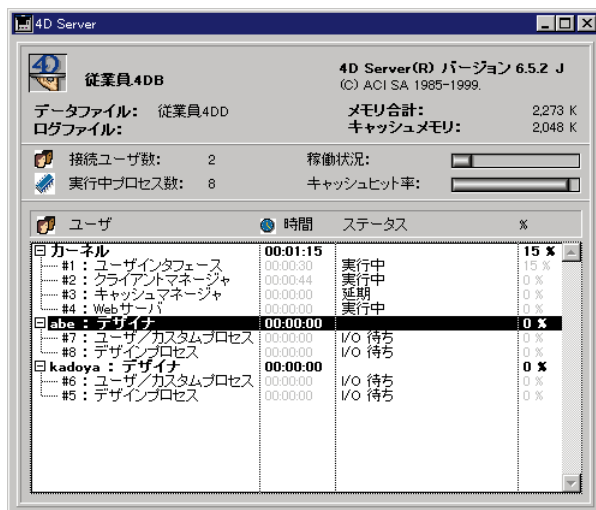 4D Server
従業員4DB
4D Server(R) バージョン 6.5.2 J
(C) ACI SA 1985-1999.
データファイル: 従業員4DD
メモリ合計: 2,273 K
ログファイル:
キャッシュメモリ: 2,048 K
接続ユーザ数: 2
稼働状況:
実行中プロセス数: 8
キャッシュヒット率:
ユーザ 時間 ステータス %
カーネル 00:01:15 15 %
#1 : ユーザインタフェース 00:00:30 実行中 15 %
#2 : クライアントマネージャ 00:00:44 実行中 0 %
#3 : キャッシュマネージャ 00:00:00 延期 0 %
#4 : Webサーバ 00:00:00 実行中 0 %
abe : デザイナ 00:00:00 0 %
#7 : ユーザ/カスタムプロセス 00:00:00 I/O 待ち 0 %
#8 : デザインプロセス 00:00:00 I/O 待ち 0 %
kadoya : デザイナ 00:00:00 0 %
#6 : ユーザ/カスタムプロセス 00:00:00 I/O 待ち 0 %
#5 : デザインプロセス 00:00:00 I/O 待ち 0 %